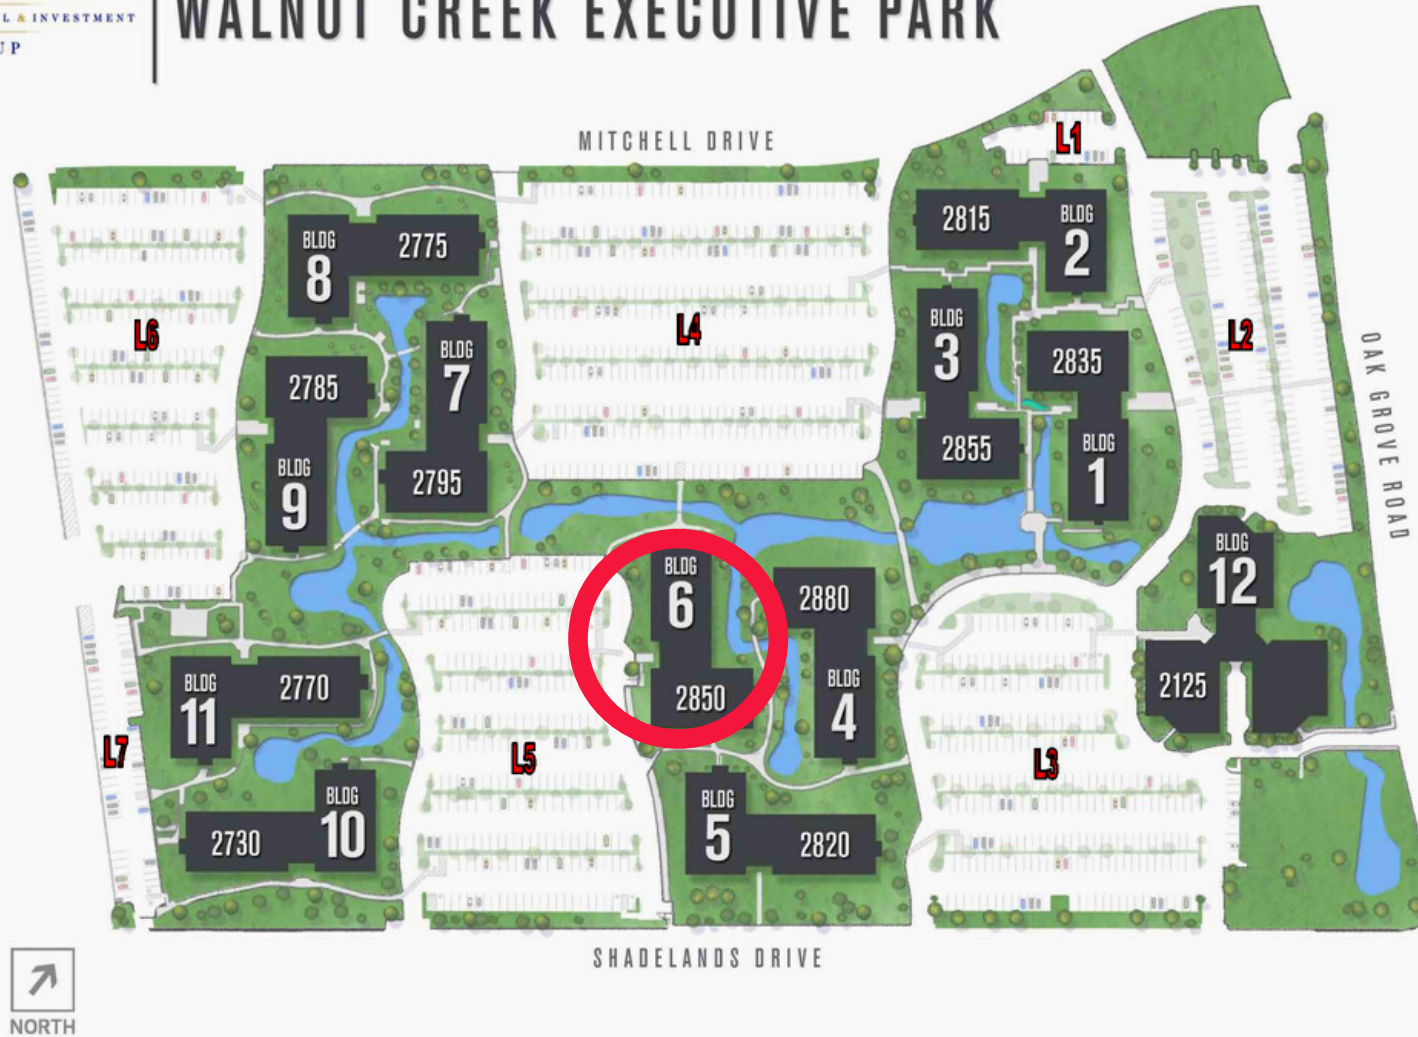 L & INVESTMENT
UP
WALNUT CREEK EXECUTIVE PARK
MITCHELL DRIVE
L1
BLDG
8
2775
2815
BLDG
2
L6
L4
BLDG
7
BLDG
3
2835
L2
2785
OAK GROVE ROAD
2795
BLDG
9
2855
BLDG
1
BLDG
6
2880
BLDG
12
BLDG
11
2770
2850
BLDG
4
2125
L7
L5
L3
2730
BLDG
10
BLDG
5
2820
SHADELANDS DRIVE
NORTH